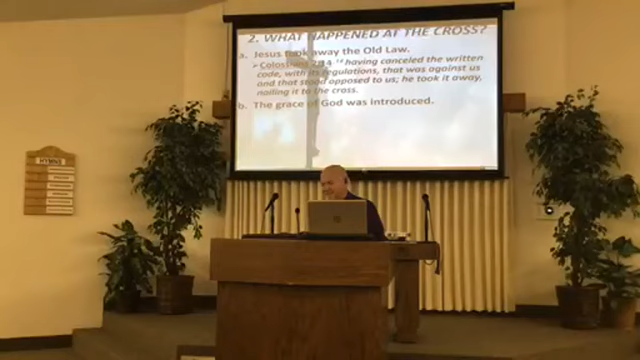 2. WHAT HAPPENED AT THE CROSS?
a. Jesus took away the Old Law.
➢ Colossians 2:14 14 having canceled the written
code, with its regulations, that was against us
and that stood opposed to us; he took it away,
nailing it to the cross.
b. The grace of God was introduced.
HYMNS